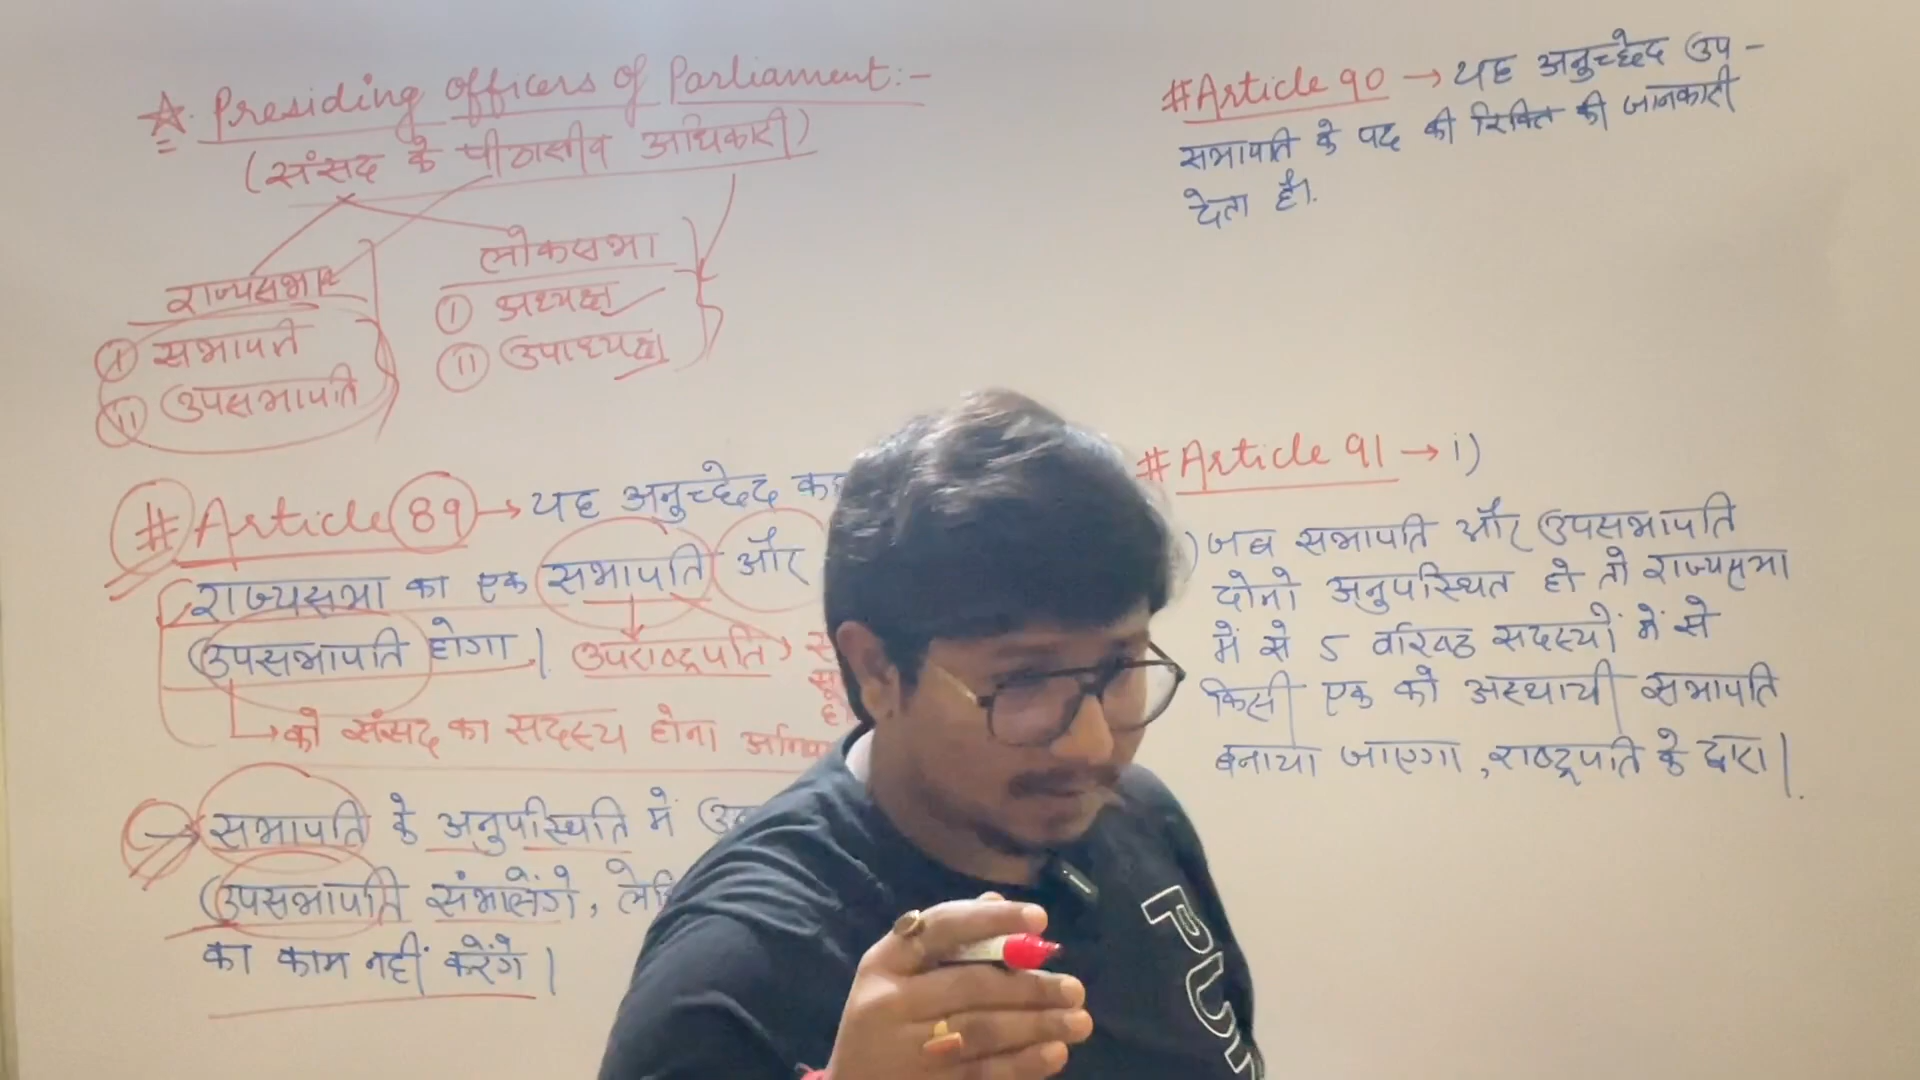 ☆ Presiding officers of Parliament:-
(संसद के पीठासीन अधिकारी)
राज्यसभा
लोकसभा
① सभापति
② उपसभापति
① अध्यक्ष
② उपाध्यक्ष
# Article 89 → यह अनुच्छेद
राज्यसभा का एक सभापति और
उपसभापति होगा। उपराष्ट्रपति
→ को संसद का सदस्य होना
→ सभापति के अनुपस्थिति में
उपसभापति संभालेंगे,
का काम नहीं करेंगे।
# Article 90 → यह अनुच्छेद उप-
सभापति के पद की रिक्ति की जानकारी
देता है।
# Article 91 → i)
) जब सभापति और उपसभापति
दोनो अनुपस्थित हो तो राज्यसभा
में से 5 वरिष्ठ सदस्यों में से
किसी एक को अस्थायी सभापति
बनाया जाएगा, राष्ट्रपति के द्वारा।